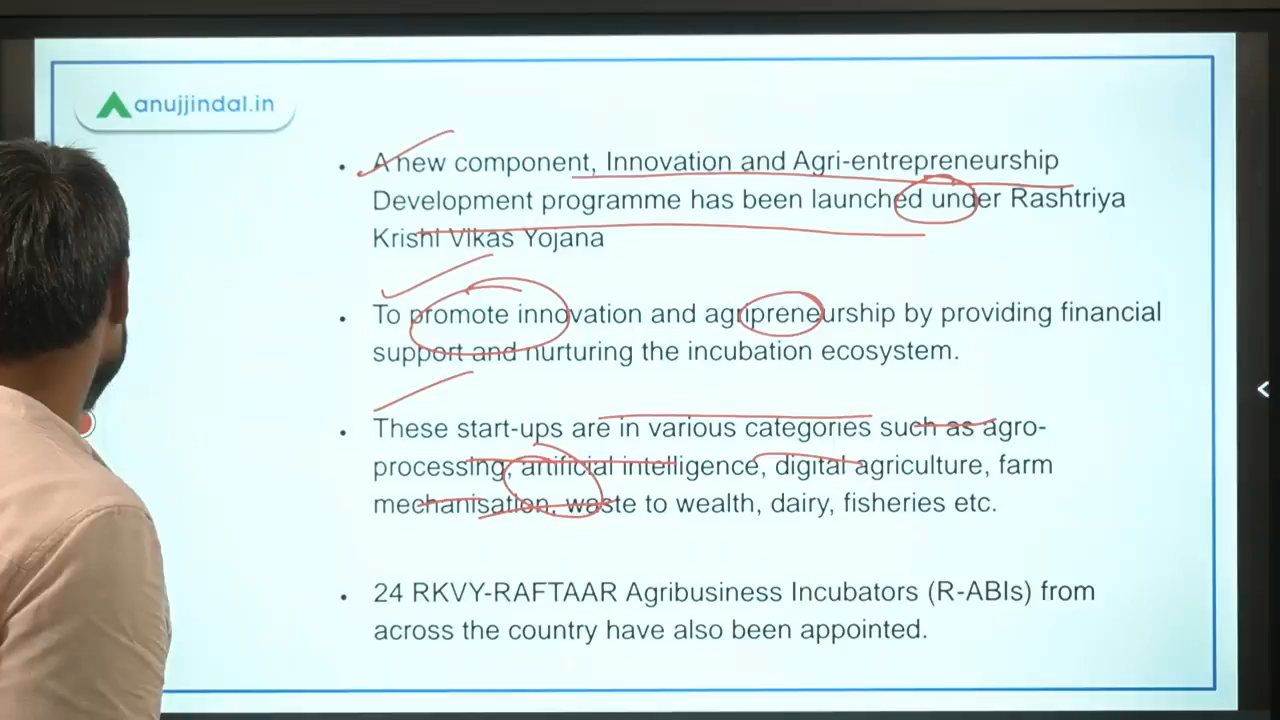 anujjindal.in
• A new component, Innovation and Agri-entrepreneurship
Development programme has been launched under Rashtriya
Krishi Vikas Yojana
• To promote innovation and agripreneurship by providing financial
support and nurturing the incubation ecosystem.
• These start-ups are in various categories such as agro-
processing, artificial intelligence, digital agriculture, farm
mechanisation, waste to wealth, dairy, fisheries etc.
• 24 RKVY-RAFTAAR Agribusiness Incubators (R-ABIs) from
across the country have also been appointed.